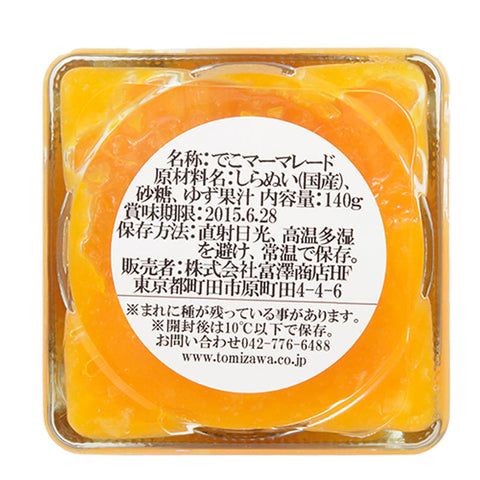 名称:でこマーマレード
原材料名:しらぬい(国産)、
砂糖、ゆず果汁 内容量:140g
賞味期限:2015.6.28
保存方法:直射日光、高温多湿
を避け、常温で保存。
販売者:株式会社富澤商店HF
東京都町田市原町田4-4-6
※まれに種が残っている事があります。
※開封後は10℃以下で保存。
お問い合わせ042-776-6488
www.tomizawa.co.jp